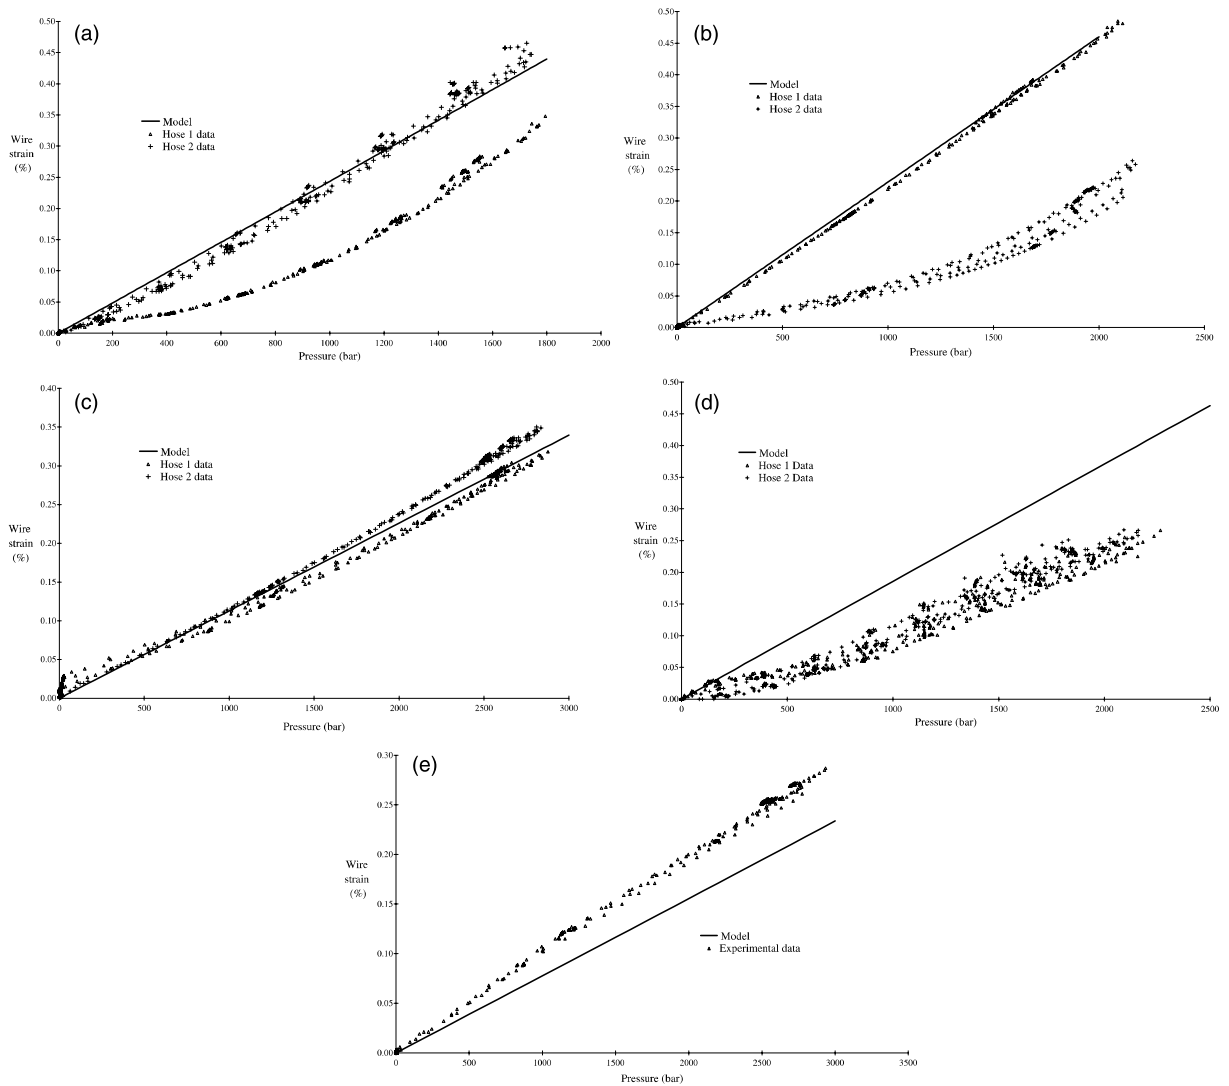 (a)
0.50
0.45
0.40
0.35
0.30
0.25
0.20
0.15
0.10
0.05
0.00
Wire
strain
(%)
Model
Hose 1 data
Hose 2 data
0
200
400
600
800
1000
1200
1400
1600
1800
2000
Pressure (bar)
(b)
0.50
0.45
0.40
0.35
0.30
0.25
0.20
0.15
0.10
0.05
0.00
Wire
strain
(%)
Model
Hose 1 data
Hose 2 data
0
500
1000
1500
2000
2500
Pressure (bar)
(c)
0.40
0.35
0.30
0.25
0.20
0.15
0.10
0.05
0.00
Wire
strain
(%)
Model
Hose 1 data
Hose 2 data
0
500
1000
1500
2000
2500
3000
Pressure (bar)
(d)
0.50
0.45
0.40
0.35
0.30
0.25
0.20
0.15
0.10
0.05
0.00
Wire
strain
(%)
Model
Hose 1 Data
Hose 2 Data
0
500
1000
1500
2000
2500
Pressure (bar)
(e)
0.30
0.25
0.20
0.15
0.10
0.05
0.00
Wire
strain
(%)
Model
Experimental data
0
500
1000
1500
2000
2500
3000
3500
Pressure (bar)